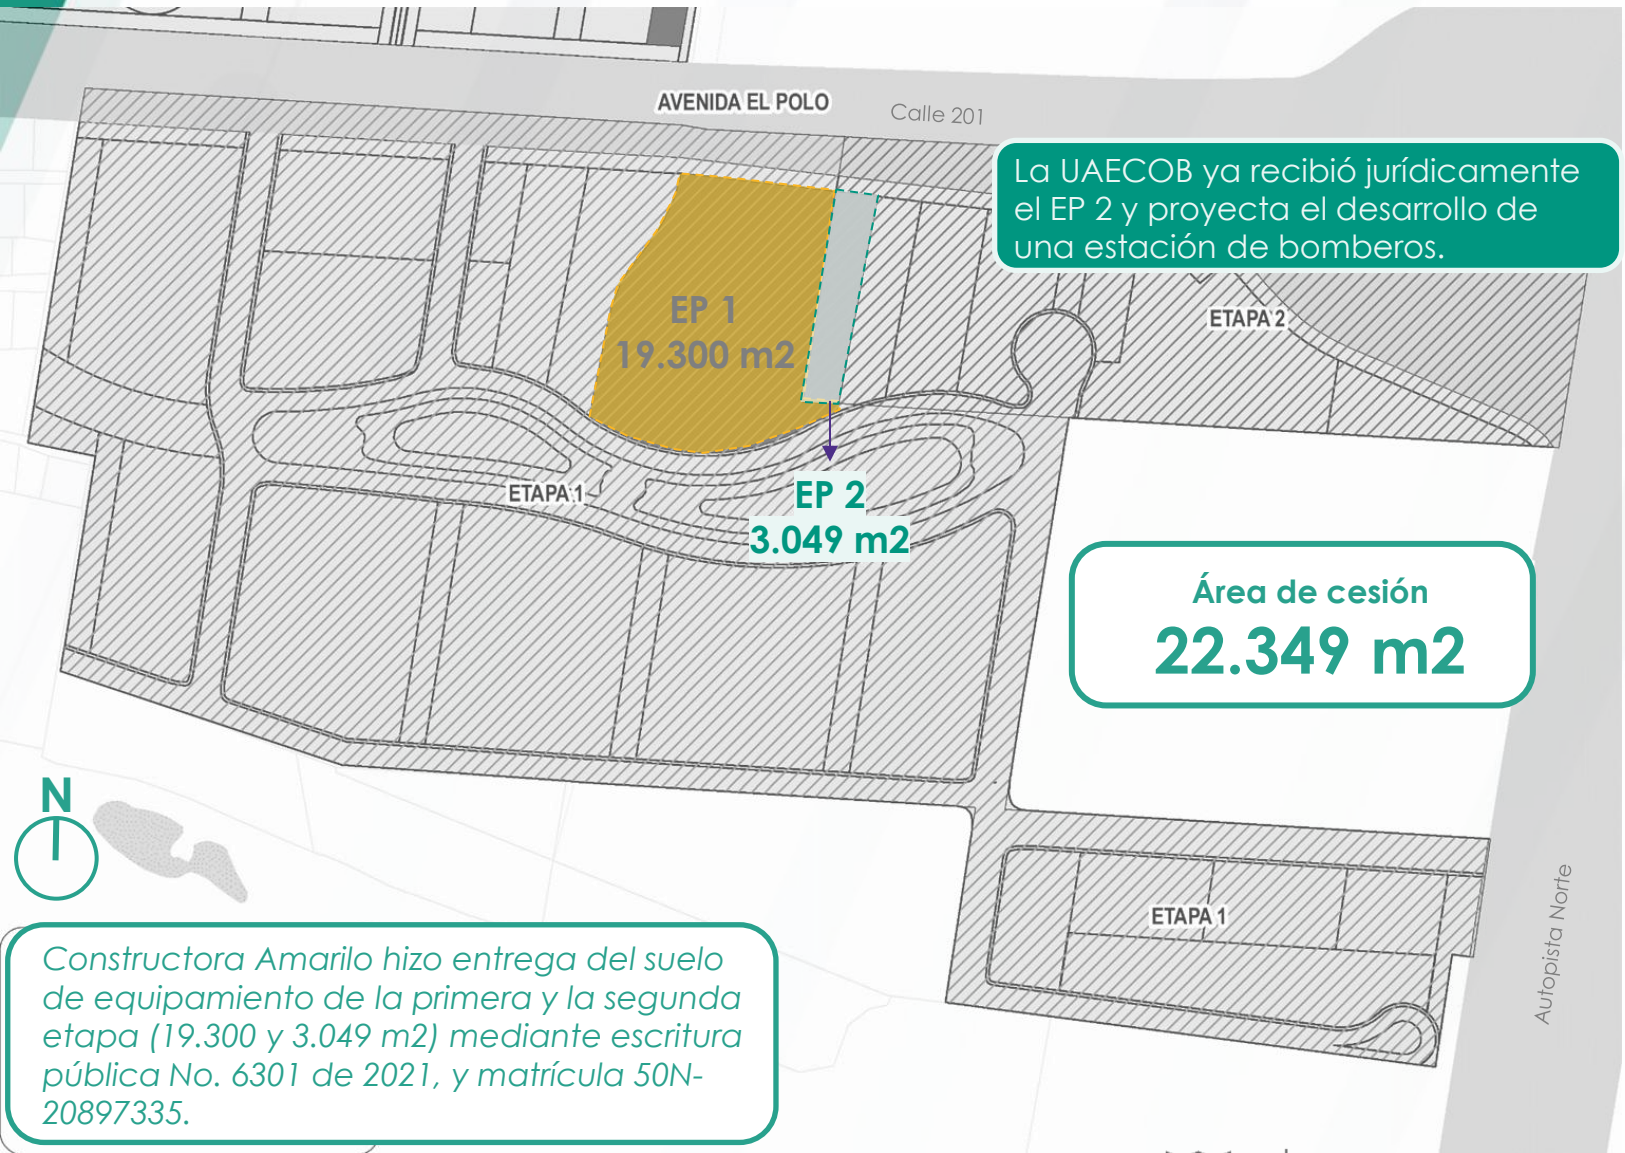 AVENIDA EL POLO
Calle 201
La UAECOB ya recibió jurídicamente
el EP 2 y proyecta el desarrollo de
una estación de bomberos.
EP 1
19.300 m2
ETAPA 2
ETAPA 1
EP 2
3.049 m2
Área de cesión
22.349 m2
N
ETAPA 1
Autopista Norte
Constructora Amarilo hizo entrega del suelo
de equipamiento de la primera y la segunda
etapa (19.300 y 3.049 m2) mediante escritura
pública No. 6301 de 2021, y matrícula 50N-
20897335.